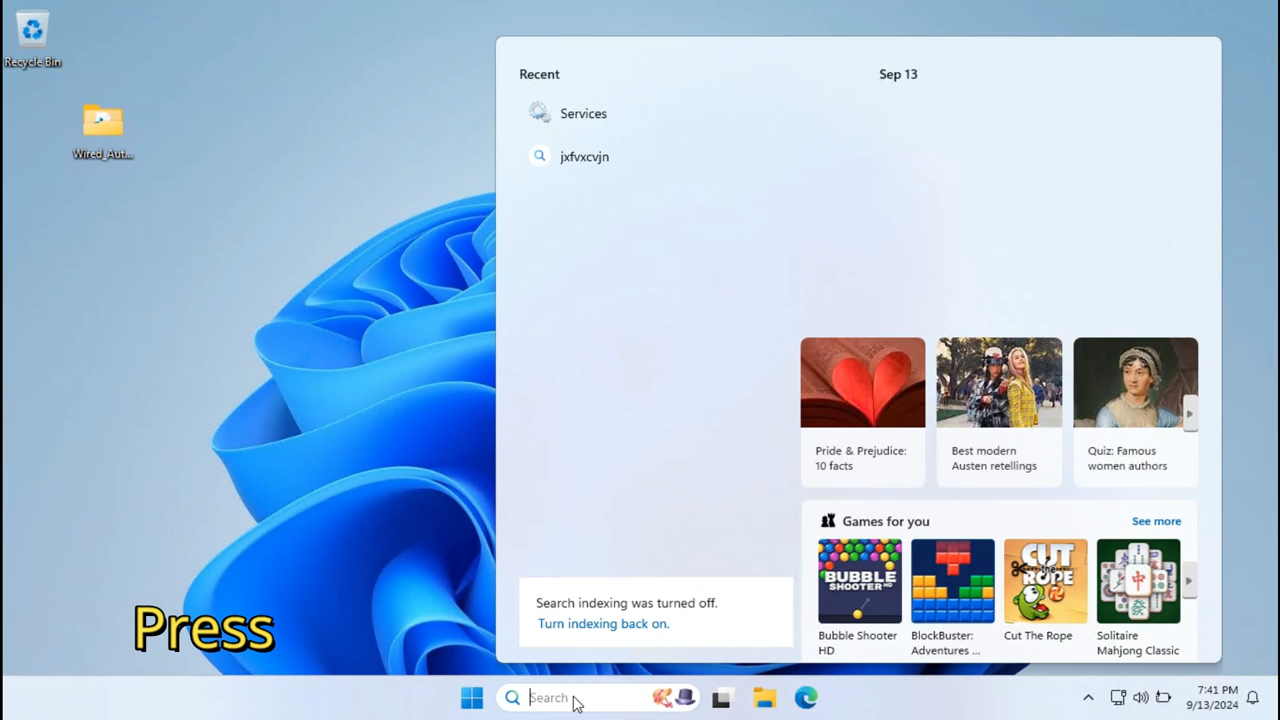 Recycle Bin
Wired_Aut...
Recent
Services
jxfvxcvjn
Sep 13
Pride & Prejudice:
10 facts
Best modern
Austen retellings
Quiz: Famous
women authors
Games for you
See more
BUBBLE
SHOOTER HD
CUT
the
ROPE
中
發
Bubble Shooter
HD
BlockBuster:
Adventures ...
Cut The Rope
Solitaire
Mahjong Classic
Search indexing was turned off.
Turn indexing back on.
Press
Search
7:41 PM
9/13/2024